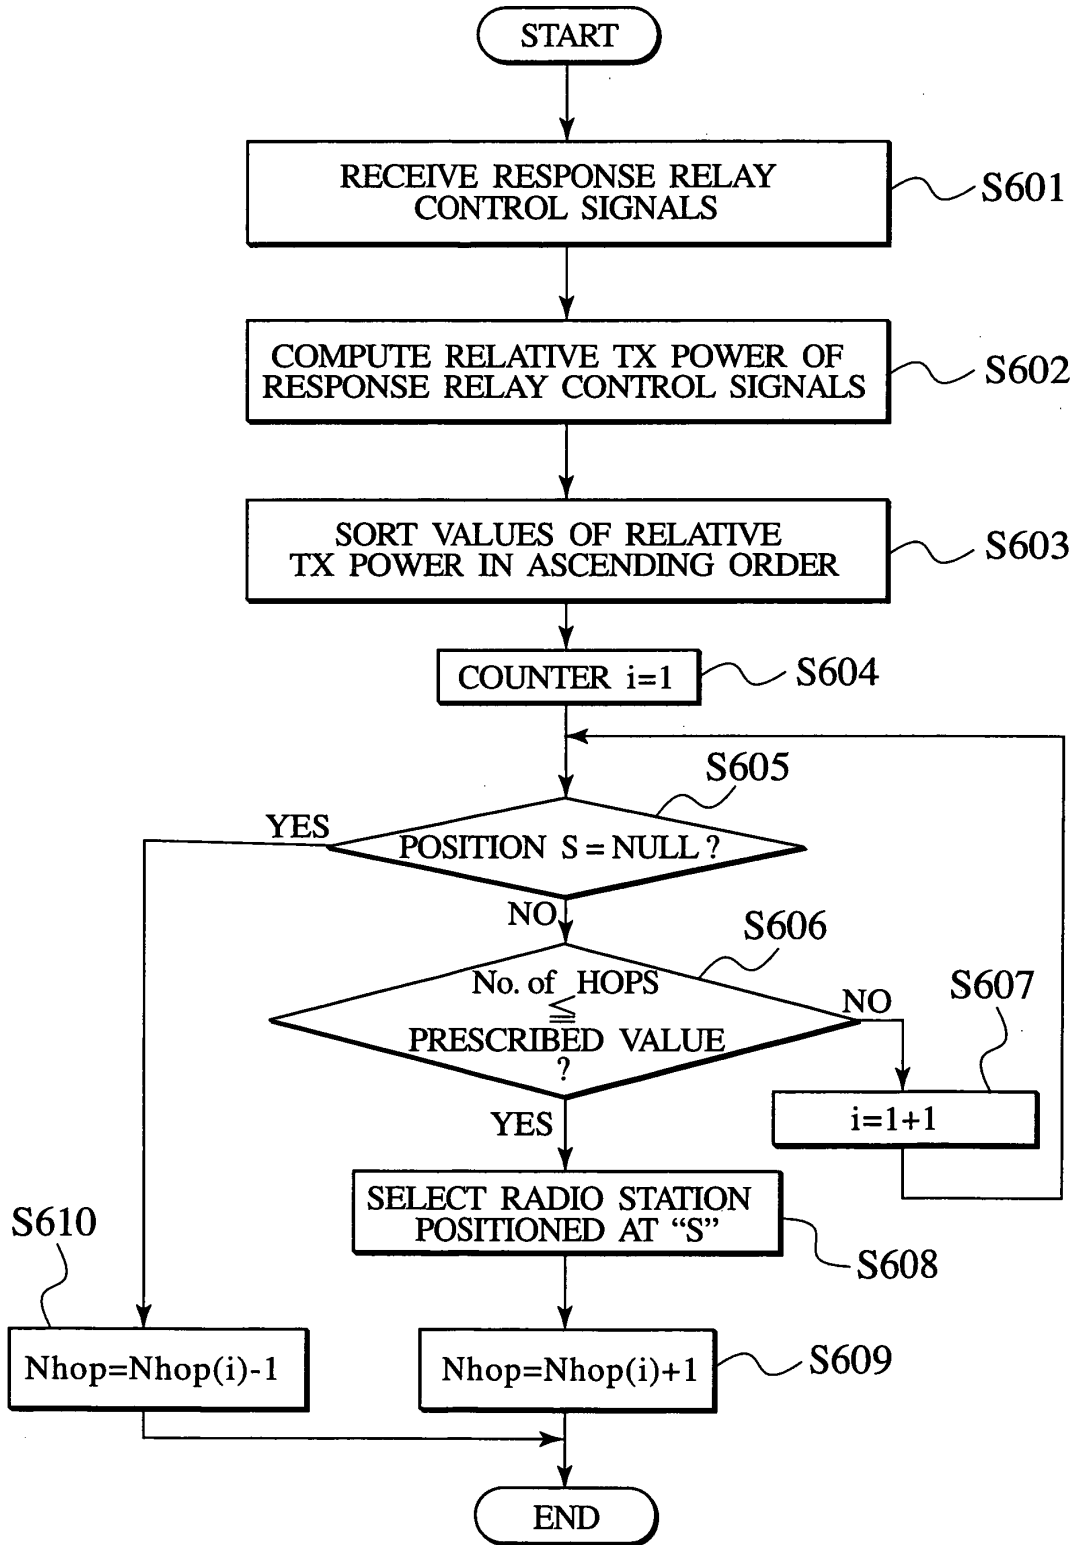 START
RECEIVE RESPONSE RELAY
CONTROL SIGNALS
S601
COMPUTE RELATIVE TX POWER OF
RESPONSE RELAY CONTROL SIGNALS
S602
SORT VALUES OF RELATIVE
TX POWER IN ASCENDING ORDER
S603
COUNTER i=1
S604
S605
YES
POSITION S = NULL ?
NO
S606
No. of HOPS
≦
PRESCRIBED VALUE
?
NO
S607
i=1+1
YES
SELECT RADIO STATION
POSITIONED AT “S”
S608
S610
Nhop=Nhop(i)-1
Nhop=Nhop(i)+1
S609
END